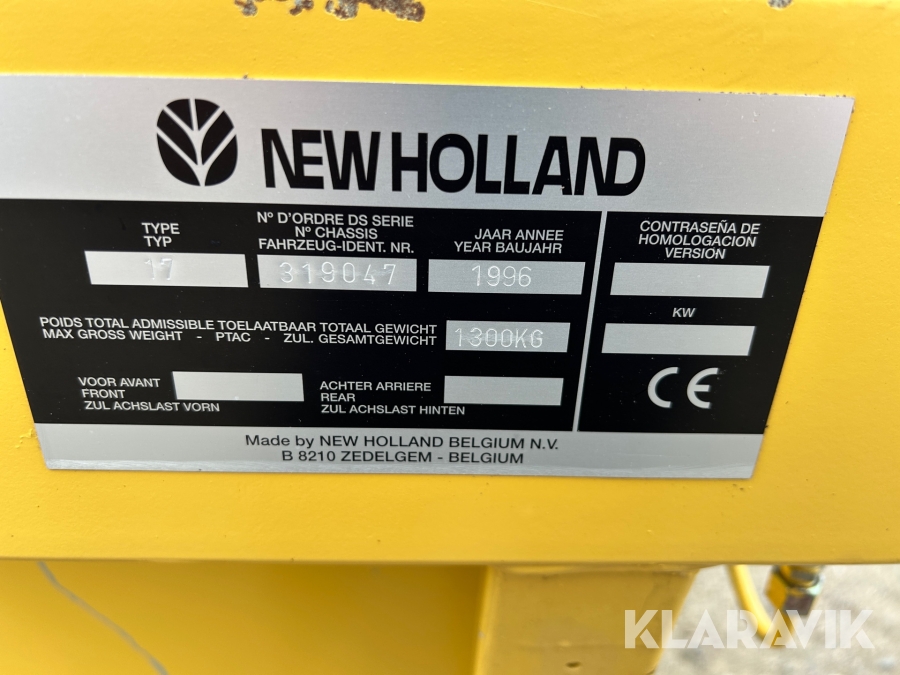 NEW HOLLAND
TYPE
TYP
17
Nº D'ORDRE DS SERIE
Nº CHASSIS
FAHRZEUG-IDENT. NR.
319047
JAAR ANNEE
YEAR BAUJAHR
1996
CONTRASEÑA DE
HOMOLOGACION
VERSION
POIDS TOTAL ADMISSIBLE TOELAATBAAR TOTAAL GEWICHT
MAX GROSS WEIGHT - PTAC - ZUL. GESAMTGEWICHT
1300KG
KW
VOOR AVANT
FRONT
ZUL ACHSLAST VORN
ACHTER ARRIERE
REAR
ZUL ACHSLAST HINTEN
CE
Made by NEW HOLLAND BELGIUM N.V.
B 8210 ZEDELGEM - BELGIUM
KLARAVIK